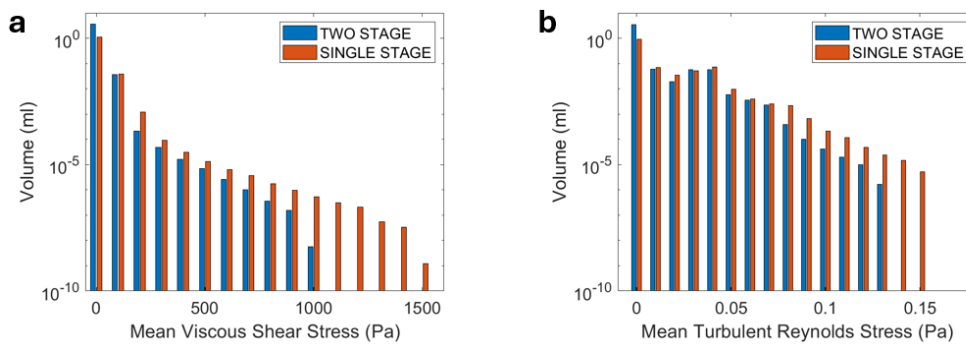 a
TWO STAGE
SINGLE STAGE
10^0
10^-5
10^-10
Volume (ml)
0 500 1000 1500
Mean Viscous Shear Stress (Pa)
b
TWO STAGE
SINGLE STAGE
10^0
10^-5
10^-10
Volume (ml)
0 0.05 0.1 0.15
Mean Turbulent Reynolds Stress (Pa)